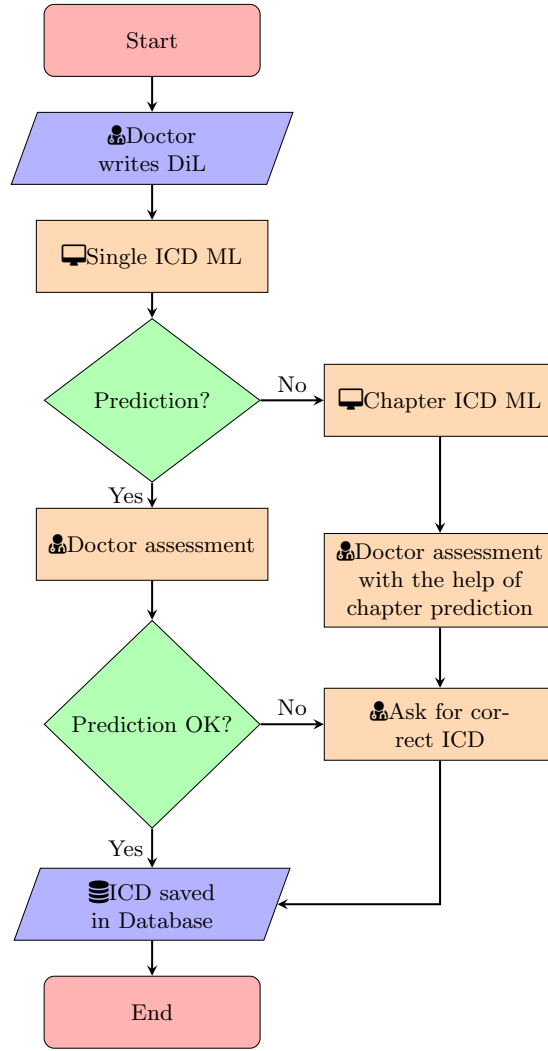 Start
Doctor
writes DiL
Single ICD ML
Prediction?
No
Chapter ICD ML
Yes
Doctor assessment
Doctor assessment
with the help of
chapter prediction
Prediction OK?
No
Ask for cor-
rect ICD
Yes
ICD saved
in Database
End